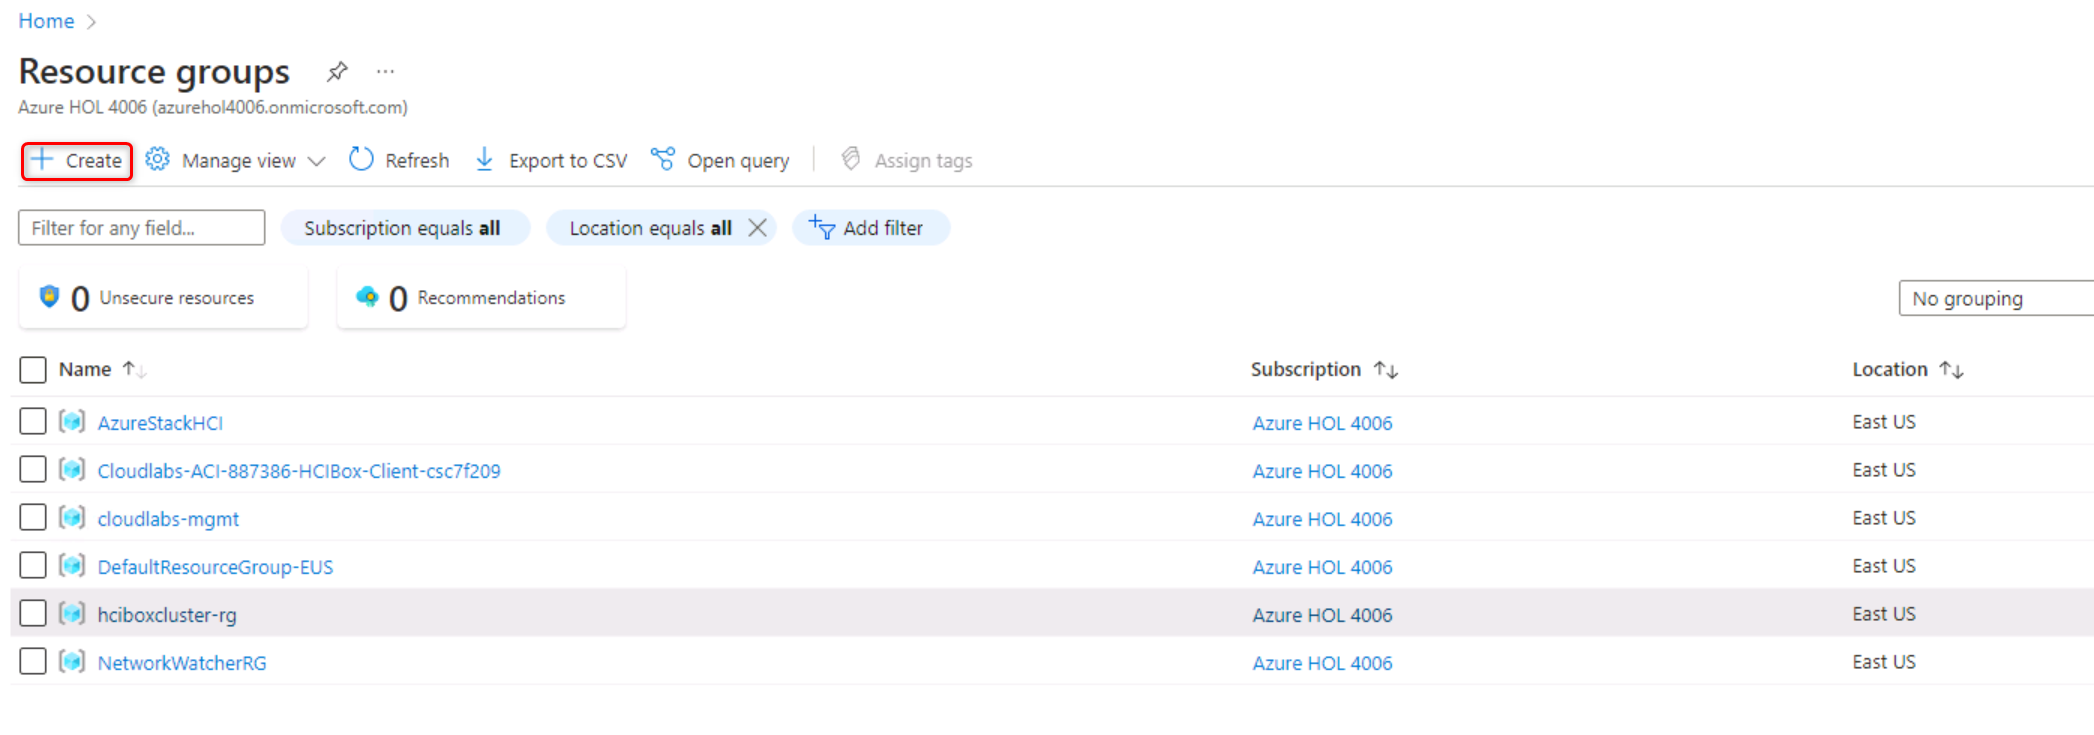 Home
Resource groups
Azure HOL 4006 (azurehol4006.onmicrosoft.com)
Create Manage view Refresh Export to CSV Open query Assign tags
Filter for any field... Subscription equals all Location equals all Add filter
0 Unsecure resources 0 Recommendations No grouping
Name Subscription Location
AzureStackHCI Azure HOL 4006 East US
Cloudlabs-ACI-887386-HCIBox-Client-csc7f209 Azure HOL 4006 East US
cloudlabs-mgmt Azure HOL 4006 East US
DefaultResourceGroup-EUS Azure HOL 4006 East US
hciboxcluster-rg Azure HOL 4006 East US
NetworkWatcherRG Azure HOL 4006 East US